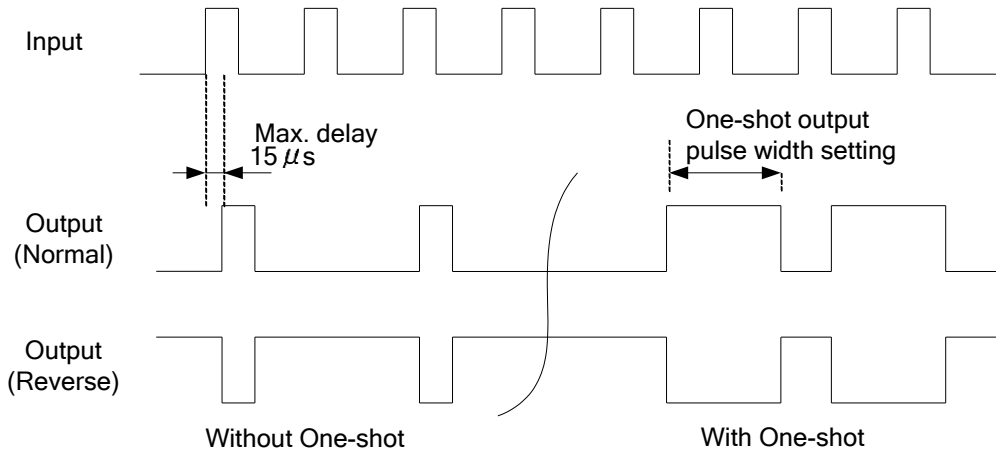 Input
Max. delay
15 μs
One-shot output
pulse width setting
Output
(Normal)
Output
(Reverse)
Without One-shot
With One-shot